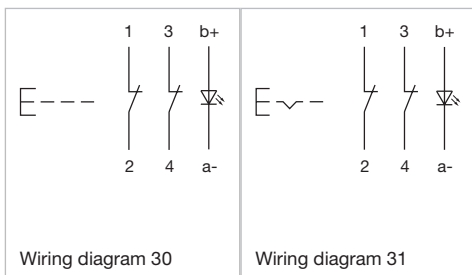 1 3 b+
2 4 a-
Wiring diagram 30
1 3 b+
2 4 a-
Wiring diagram 31